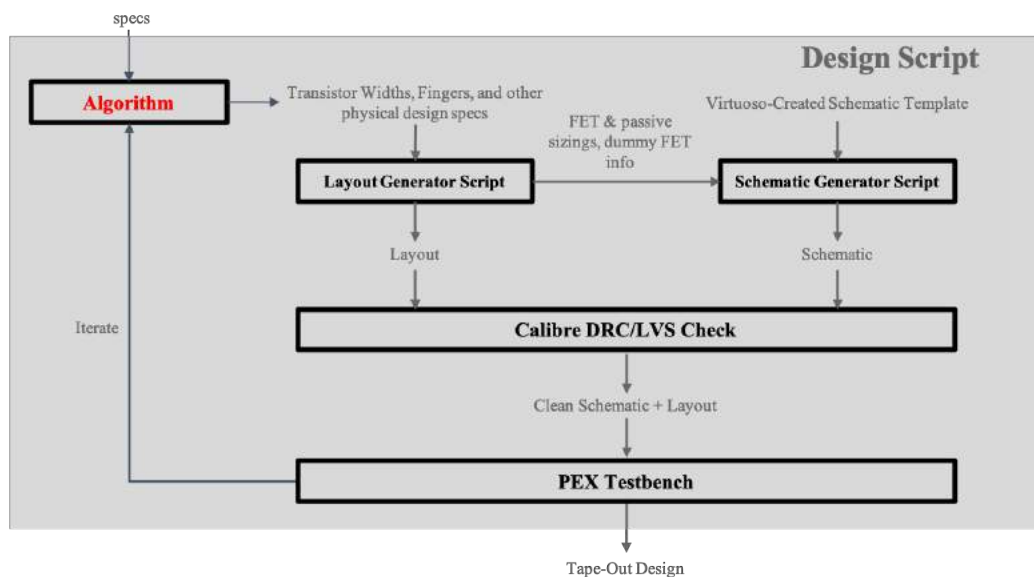 specs
Design Script
Algorithm
Transistor Widths, Fingers, and other
physical design specs
FET & passive
sizings, dummy FET
info
Virtuoso-Created Schematic Template
Layout Generator Script
Schematic Generator Script
Layout
Schematic
Iterate
Calibre DRC/LVS Check
Clean Schematic + Layout
PEX Testbench
Tape-Out Design